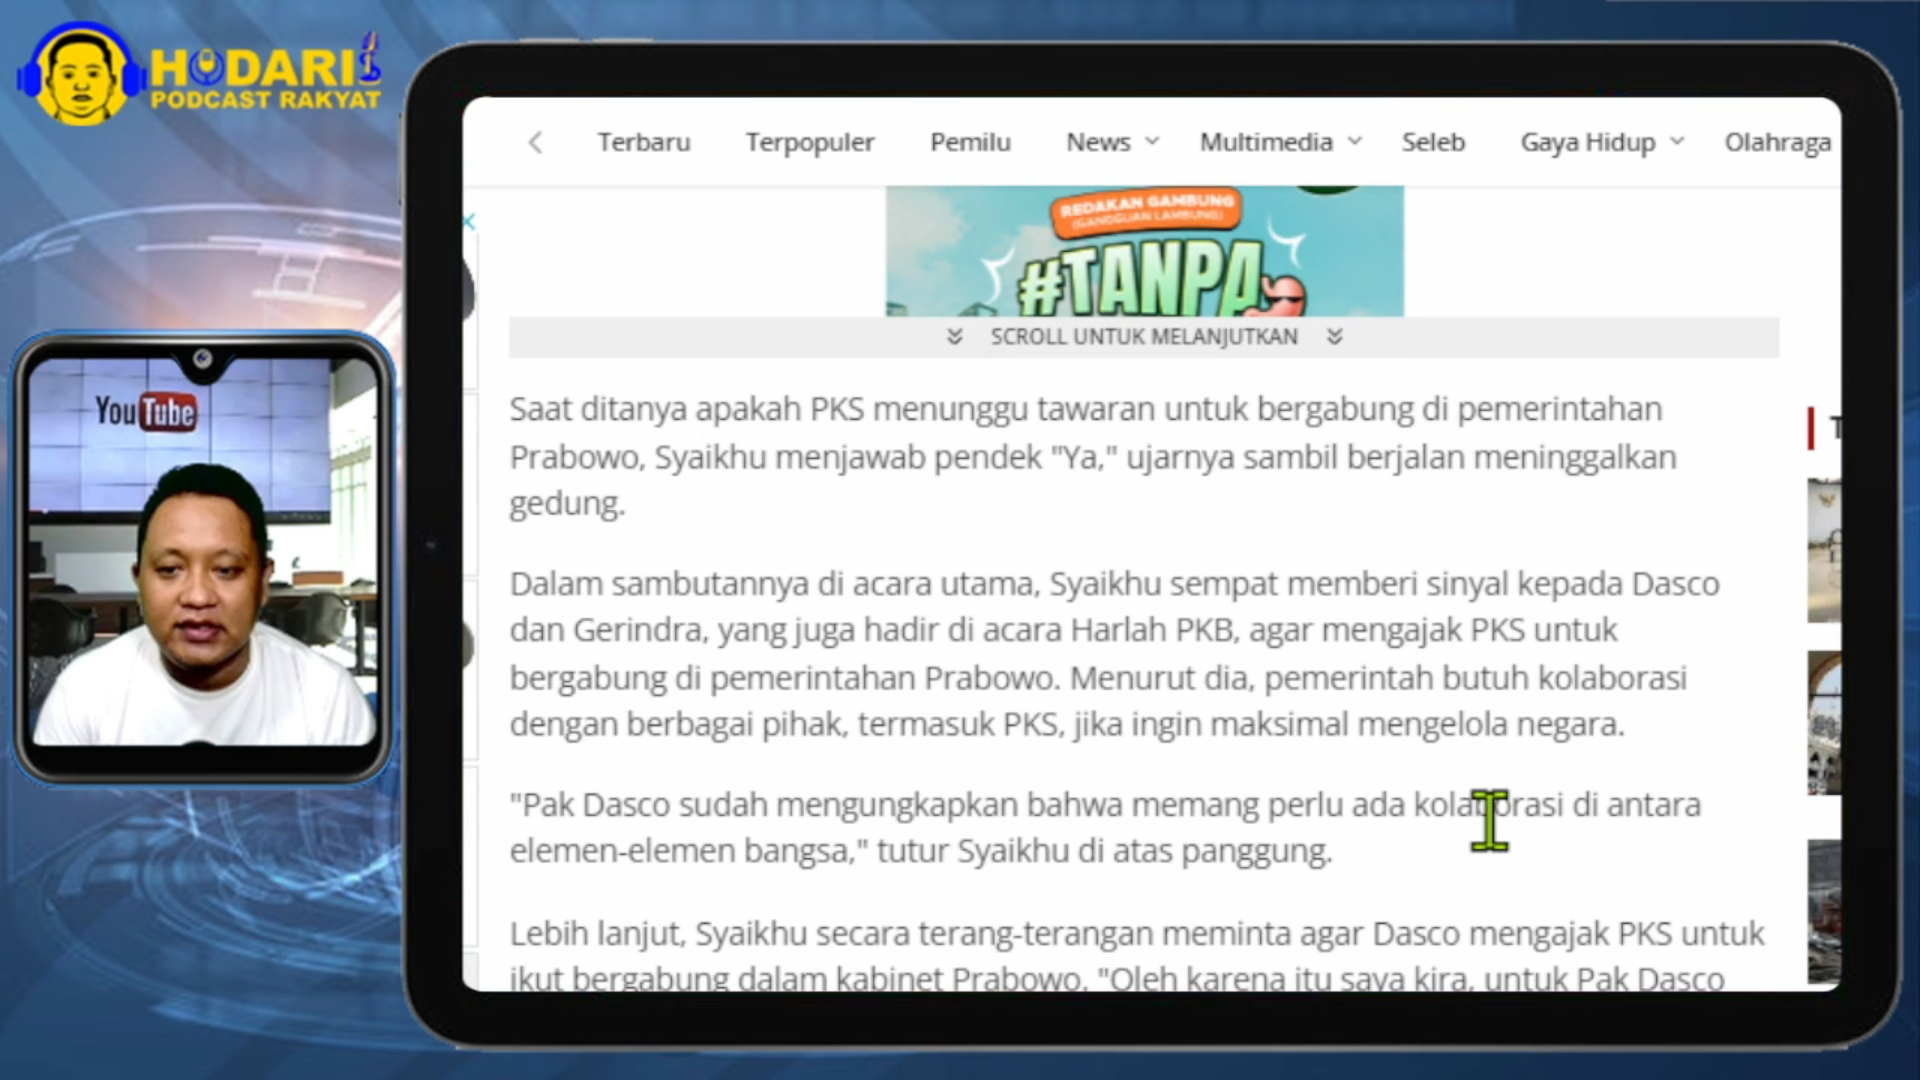 HODARI
PODCAST RAKYAT
Terbaru Terpopuler Pemilu News Multimedia Seleb Gaya Hidup Olahraga
REDAKAN GAMBUNG
(GANGGUAN LAMBUNG)
#TANPA
SCROLL UNTUK MELANJUTKAN
Saat ditanya apakah PKS menunggu tawaran untuk bergabung di pemerintahan
Prabowo, Syaikhu menjawab pendek "Ya," ujarnya sambil berjalan meninggalkan
gedung.
Dalam sambutannya di acara utama, Syaikhu sempat memberi sinyal kepada Dasco
dan Gerindra, yang juga hadir di acara Harlah PKB, agar mengajak PKS untuk
bergabung di pemerintahan Prabowo. Menurut dia, pemerintah butuh kolaborasi
dengan berbagai pihak, termasuk PKS, jika ingin maksimal mengelola negara.
"Pak Dasco sudah mengungkapkan bahwa memang perlu ada kolaborasi di antara
elemen-elemen bangsa," tutur Syaikhu di atas panggung.
Lebih lanjut, Syaikhu secara terang-terangan meminta agar Dasco mengajak PKS untuk
ikut bergabung dalam kabinet Prabowo. "Oleh karena itu saya kira, untuk Pak Dasco
YouTube